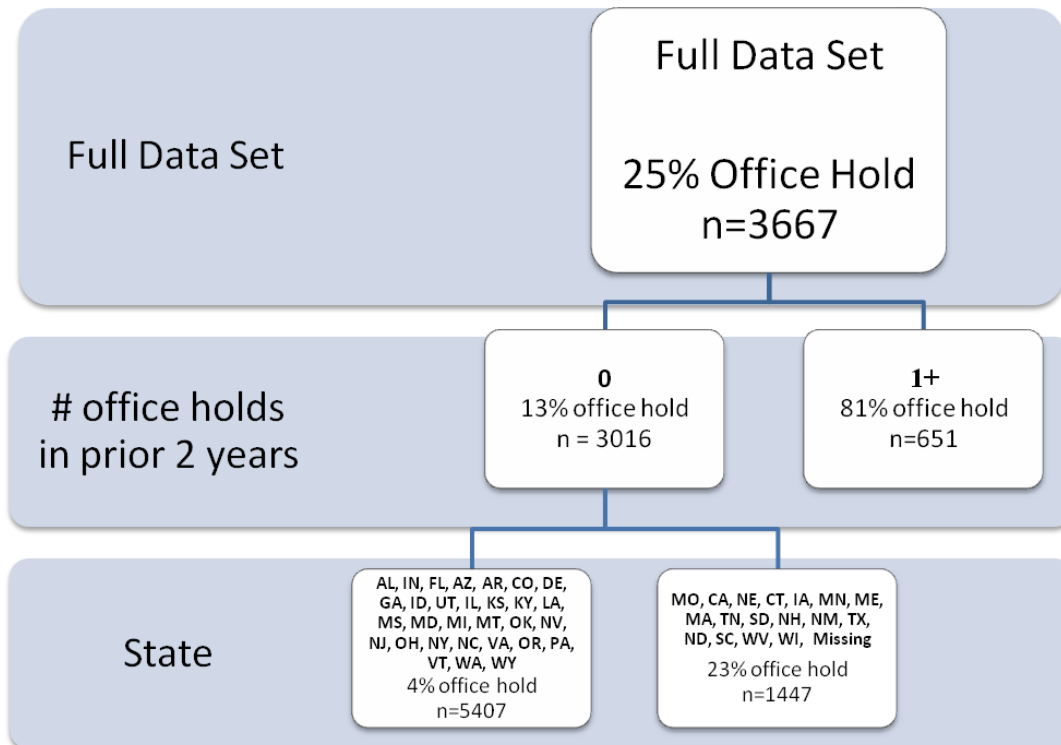 Full Data Set
Full Data Set
25% Office Hold
n=3667
# office holds
in prior 2 years
0
13% office hold
n = 3016
1+
81% office hold
n=651
State
AL, IN, FL, AZ, AR, CO, DE,
GA, ID, UT, IL, KS, KY, LA,
MS, MD, MI, MT, OK, NV,
NJ, OH, NY, NC, VA, OR, PA,
VT, WA, WY
4% office hold
n=5407
MO, CA, NE, CT, IA, MN, ME,
MA, TN, SD, NH, NM, TX,
ND, SC, WV, WI, Missing
23% office hold
n=1447